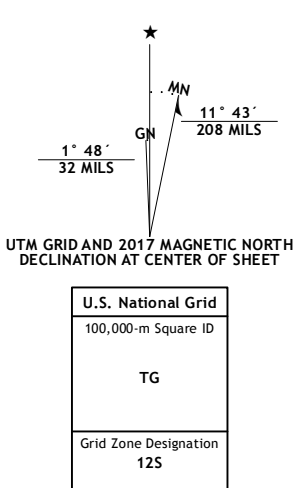 ★
MN
GN
11° 43´
208 MILS
1° 48´
32 MILS
UTM GRID AND 2017 MAGNETIC NORTH
DECLINATION AT CENTER OF SHEET
U.S. National Grid
100,000-m Square ID
TG
Grid Zone Designation
12S